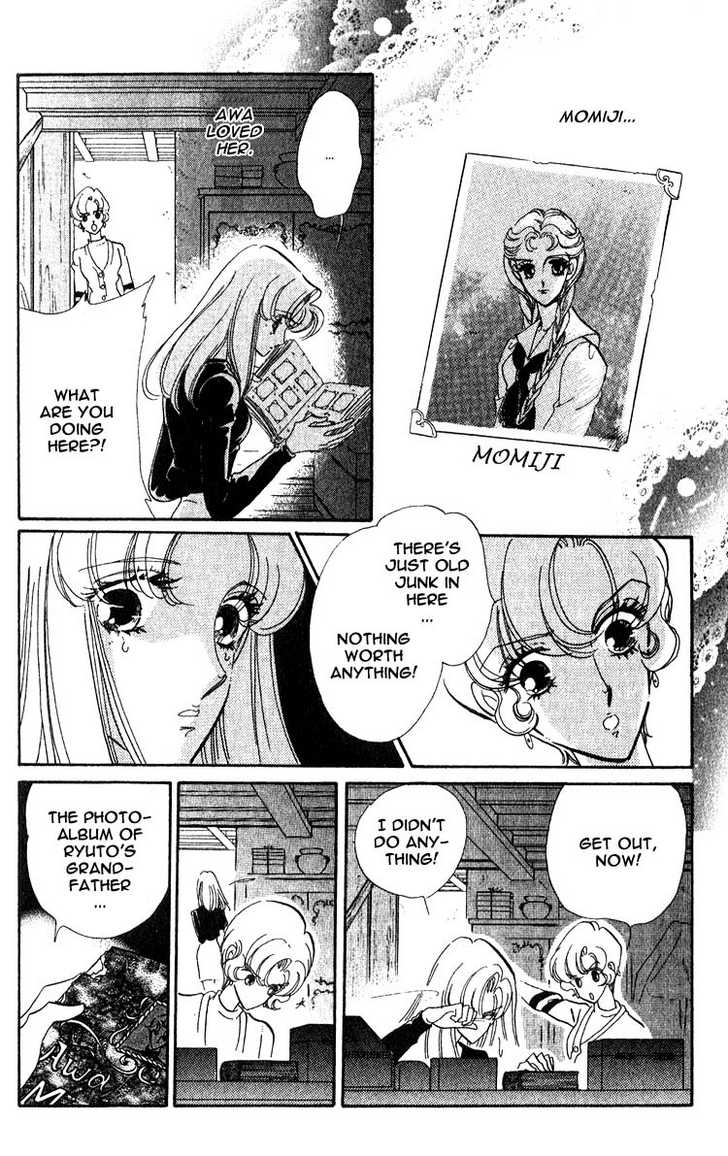 MOMIJI...
MOMIJI
...
AWA
LOVED
HER.
WHAT
ARE YOU
DOING
HERE?!
THERE'S
JUST OLD
JUNK IN
HERE
...
NOTHING
WORTH
ANYTHING!
GET OUT,
NOW!
I DIDN'T
DO ANY-
THING!
THE PHOTO-
ALBUM OF
RYUTO'S
GRAND-
FATHER
...
Awa
M